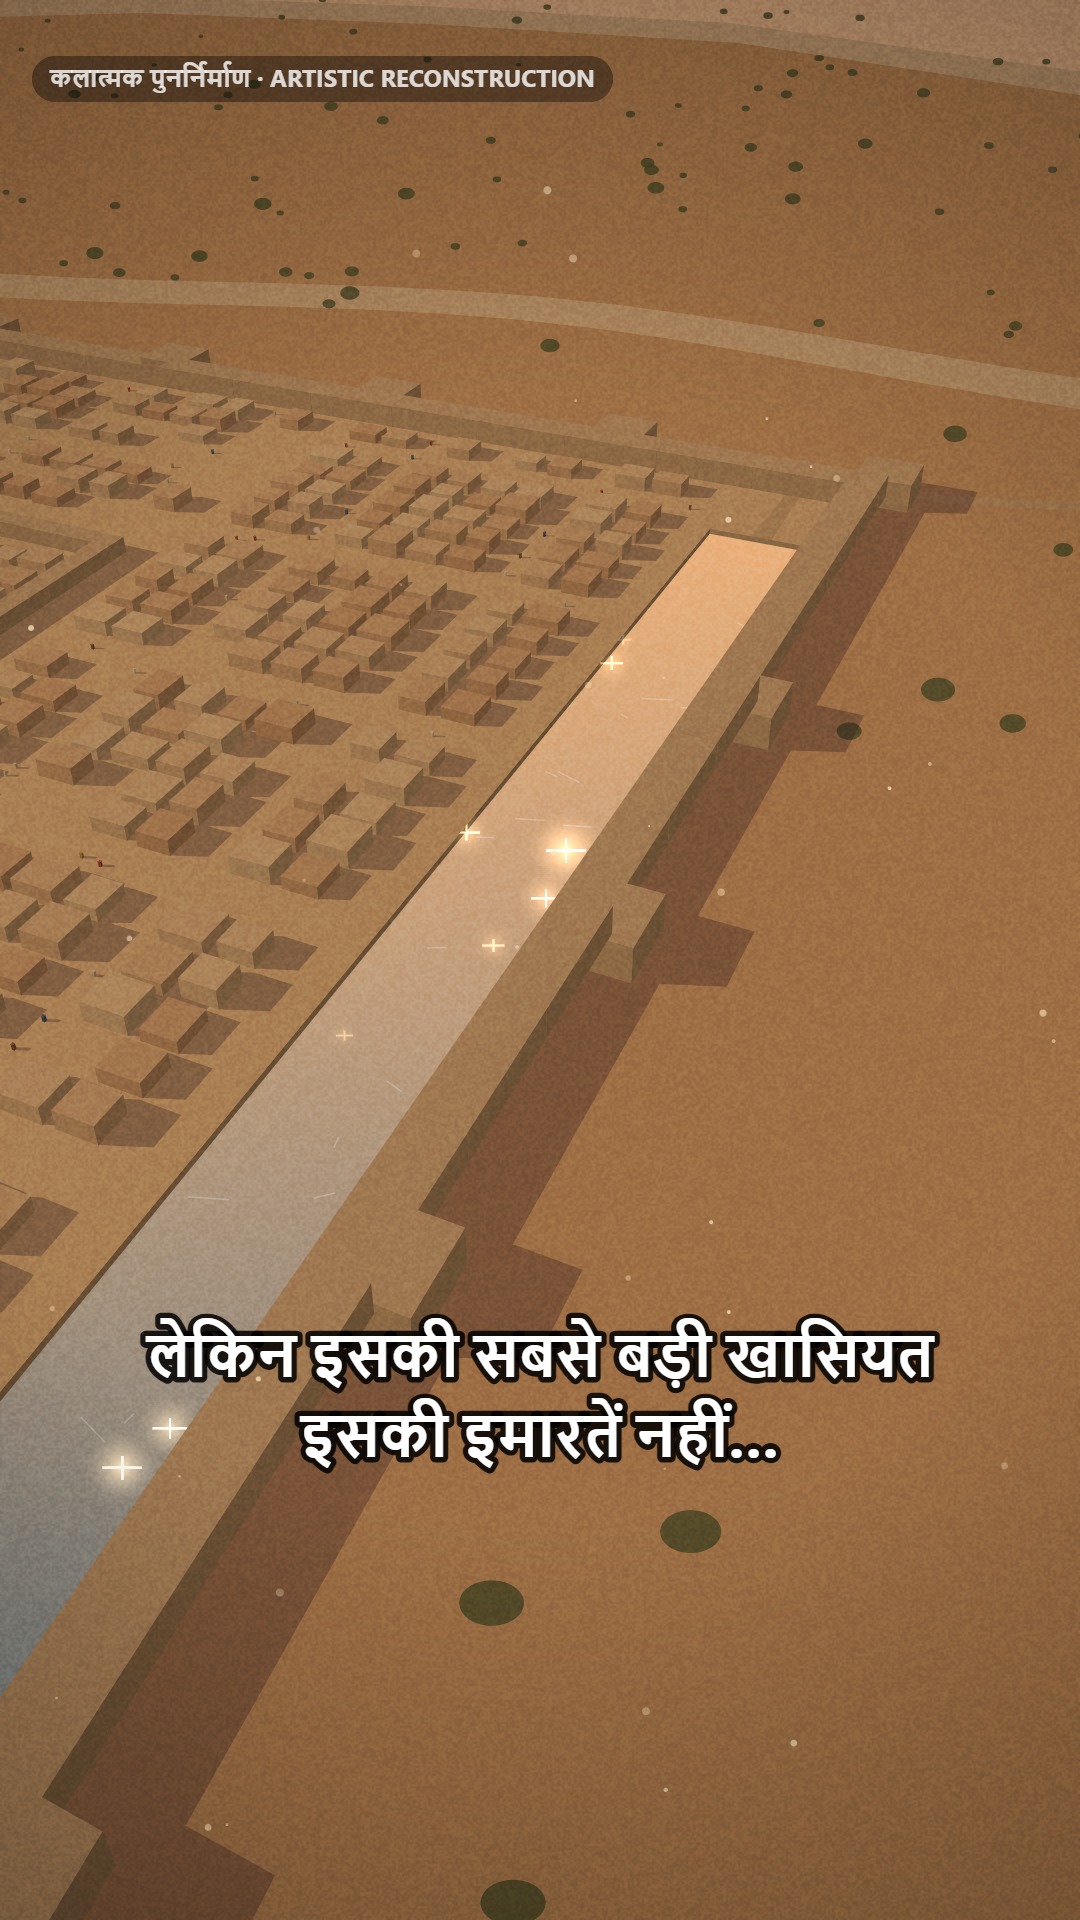 कलात्मक पुनर्निर्माण · ARTISTIC RECONSTRUCTION
लेकिन इसकी सबसे बड़ी खासियत
इसकी इमारतें नहीं...